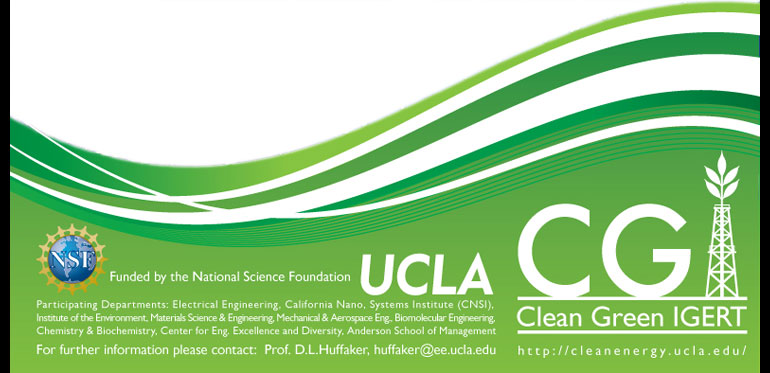 NSF
Funded by the National Science Foundation UCLA
Participating Departments: Electrical Engineering, California Nano, Systems Institute (CNSI),
Institute of the Environment, Materials Science & Engineering, Mechanical & Aerospace Eng., Biomolecular Engineering,
Chemistry & Biochemistry, Center for Eng. Excellence and Diversity, Anderson School of Management
For further information please contact: Prof. D.L.Huffaker, huffaker@ee.ucla.edu
CGI
Clean Green IGERT
http://cleanenergy.ucla.edu/